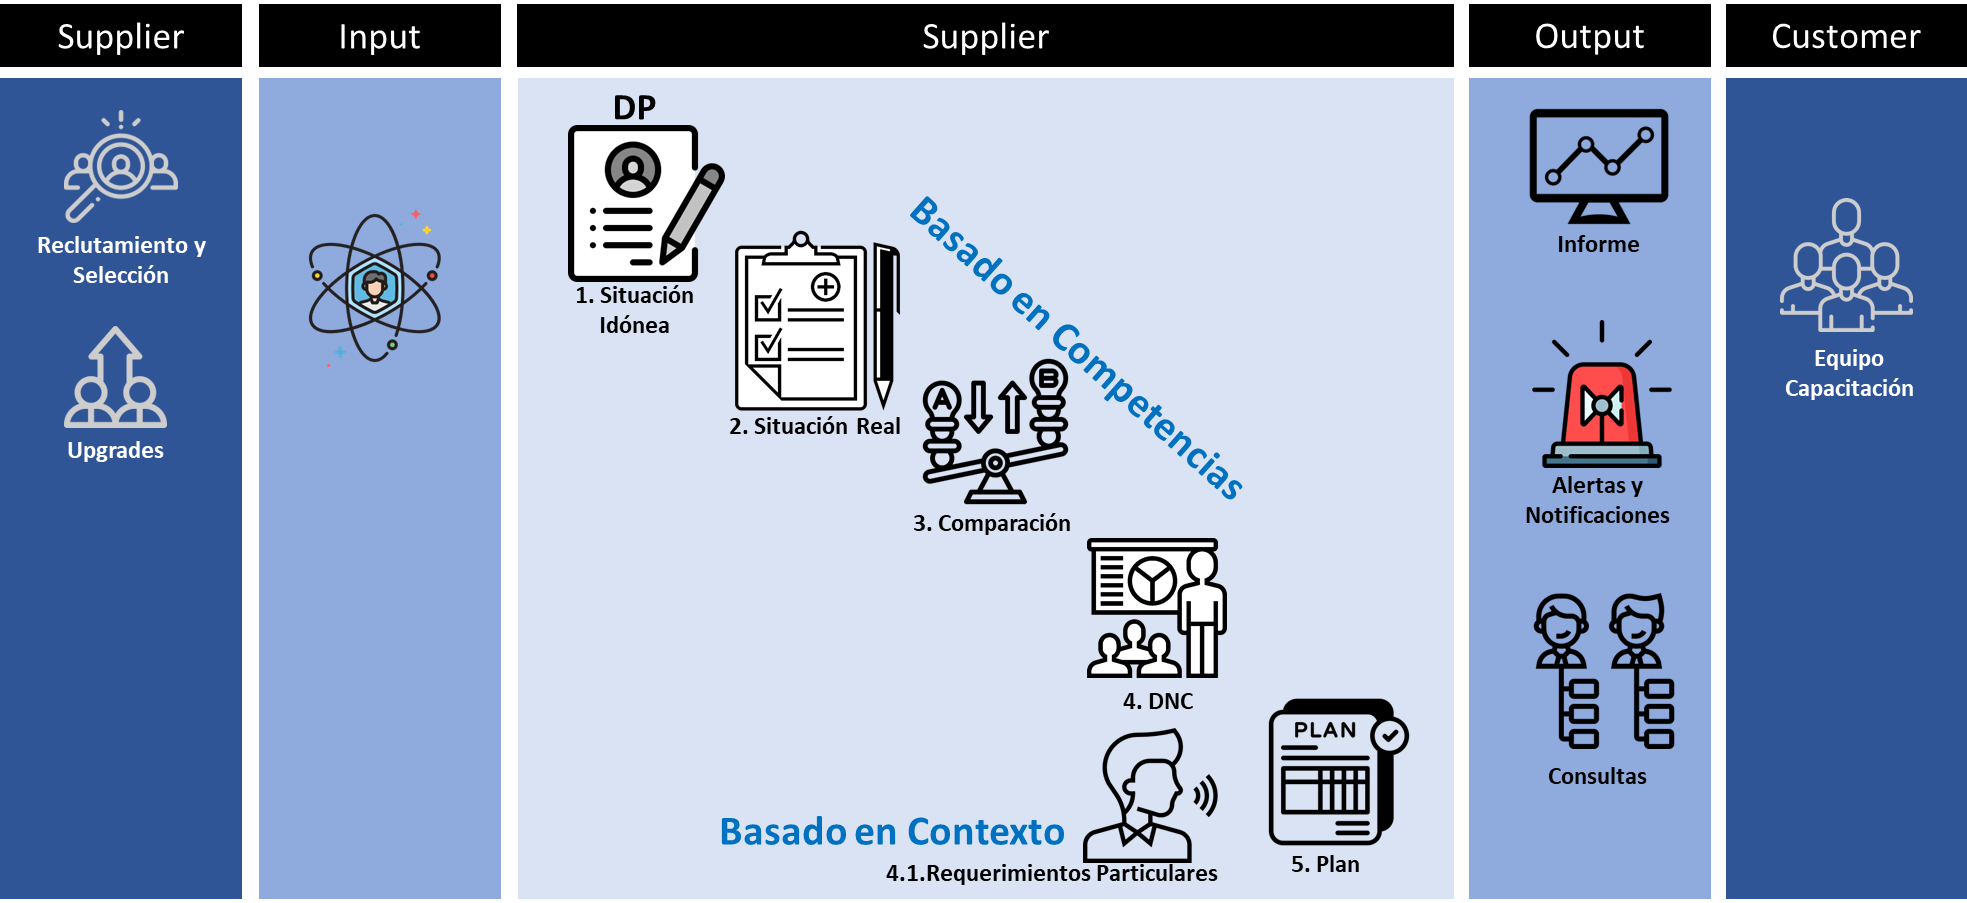 Supplier
Input
Supplier
Output
Customer
Reclutamiento y
Selección
Upgrades
DP
1. Situación
Idónea
2. Situación Real
A
B
3. Comparación
Basado en Competencias
4. DNC
Basado en Contexto
4.1.Requerimientos Particulares
PLAN
5. Plan
Informe
Alertas y
Notificaciones
Consultas
Equipo
Capacitación